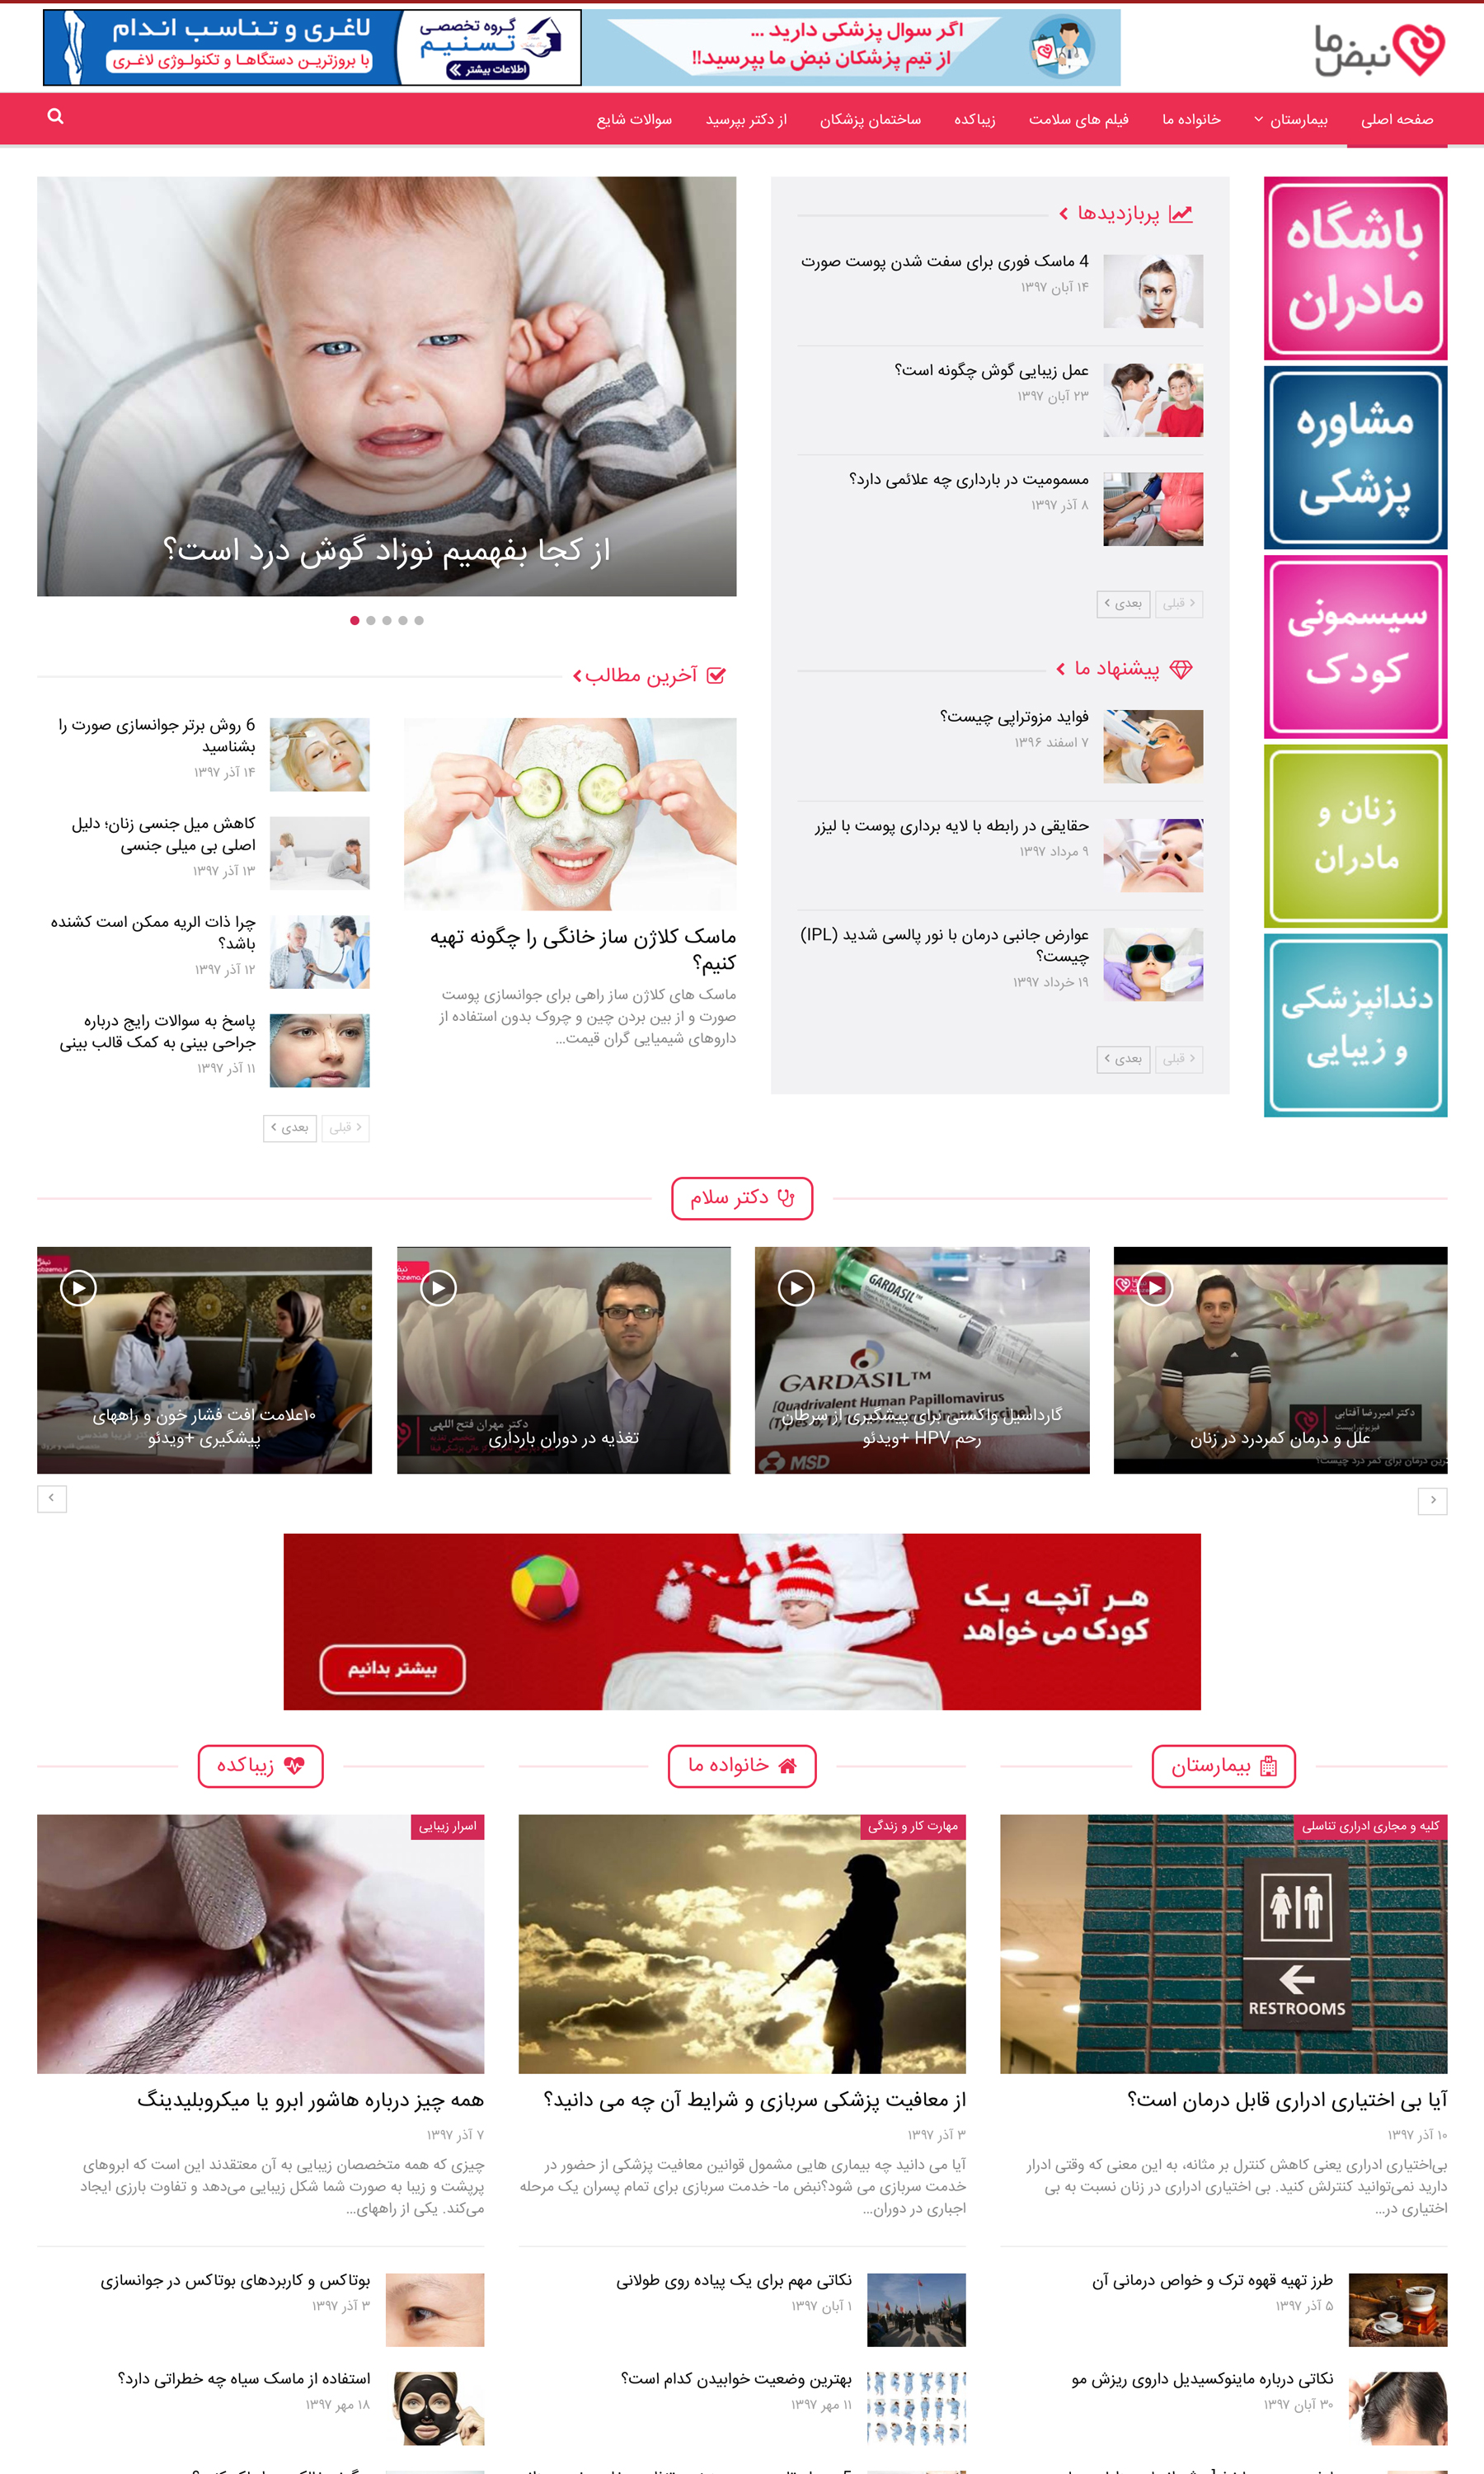 نبض ما
اگر سوال پزشکی دارید ...
از تیم پزشکان نبض ما بپرسید!!
گروه تخصصی
تسنیم
اطلاعات بیشتر
لاغری و تناسب اندام
با بروزترین دستگاها و تکنولوژی لاغری
صفحه اصلی
بیمارستان
خانواده ما
فیلم های سلامت
زیباکده
ساختمان پزشکان
از دکتر بپرسید
سوالات شایع
باشگاه
مادران
مشاوره
پزشکی
سیسمونی
کودک
زنان و
مادران
دندانپزشکی
و زیبایی
پربازدیدها
4 ماسک فوری برای سفت شدن پوست صورت
۱۴ آبان ۱۳۹۷
عمل زیبایی گوش چگونه است؟
۲۳ آبان ۱۳۹۷
مسمومیت در بارداری چه علائمی دارد؟
۸ آذر ۱۳۹۷
قبلی
بعدی
پیشنهاد ما
فواید مزوتراپی چیست؟
۷ اسفند ۱۳۹۶
حقایقی در رابطه با لایه برداری پوست با لیزر
۹ مرداد ۱۳۹۷
عوارض جانبی درمان با نور پالسی شدید (IPL)
چیست؟
۱۹ خرداد ۱۳۹۷
قبلی
بعدی
از کجا بفهمیم نوزاد گوش درد است؟
آخرین مطالب
ماسک کلاژن ساز خانگی را چگونه تهیه
کنیم؟
ماسک های کلاژن ساز راهی برای جوانسازی پوست
صورت و از بین بردن چین و چروک بدون استفاده از
داروهای شیمیایی گران قیمت...
6 روش برتر جوانسازی صورت را
بشناسید
۱۴ آذر ۱۳۹۷
کاهش میل جنسی زنان؛ دلیل
اصلی بی میلی جنسی
۱۳ آذر ۱۳۹۷
چرا ذات الریه ممکن است کشنده
باشد؟
۱۲ آذر ۱۳۹۷
پاسخ به سوالات رایج درباره
جراحی بینی به کمک قالب بینی
۱۱ آذر ۱۳۹۷
قبلی
بعدی
دکتر سلام
دکتر امیررضا آفتابی
علل و درمان کمردرد در زنان
GARDASIL™
GARDASIL™
[Quadrivalent Human Papillomavirus
گارداسیل واکسنی برای پیشگیری از سرطان
رحم HPV +ویدئو
MSD
دکتر مهران فتح اللهی
تغذیه در دوران بارداری
۱۰علامت افت فشار خون و راههای
پیشگیری +ویدئو
هر آنچه یک
کودک می خواهد
بیشتر بدانیم
بیمارستان
کلیه و مجاری ادراری تناسلی
RESTROOMS
آیا بی اختیاری ادراری قابل درمان است؟
۱۰ آذر ۱۳۹۷
بی‌اختیاری ادراری یعنی کاهش کنترل بر مثانه، به این معنی که وقتی ادرار
دارید نمی‌توانید کنترلش کنید. بی اختیاری ادراری در زنان نسبت به بی
اختیاری در...
طرز تهیه قهوه ترک و خواص درمانی آن
۵ آذر ۱۳۹۷
نکاتی درباره ماینوکسیدیل داروی ریزش مو
۳۰ آبان ۱۳۹۷
خانواده ما
مهارت کار و زندگی
از معافیت پزشکی سربازی و شرایط آن چه می دانید؟
۳ آذر ۱۳۹۷
آیا می دانید چه بیماری هایی مشمول قوانین معافیت پزشکی از حضور در
خدمت سربازی می شود؟نبض ما- خدمت سربازی برای تمام پسران یک مرحله
اجباری در دوران...
نکاتی مهم برای یک پیاده روی طولانی
۱ آبان ۱۳۹۷
بهترین وضعیت خوابیدن کدام است؟
۱۱ مهر ۱۳۹۷
زیباکده
اسرار زیبایی
همه چیز درباره هاشور ابرو یا میکروبلیدینگ
۷ آذر ۱۳۹۷
چیزی که همه متخصصان زیبایی به آن معتقدند این است که ابروهای
پرپشت و زیبا به صورت شما شکل زیبایی می‌دهد و تفاوت بارزی ایجاد
می‌کند. یکی از راههای...
بوتاکس و کاربردهای بوتاکس در جوانسازی
۳ آذر ۱۳۹۷
استفاده از ماسک سیاه چه خطراتی دارد؟
۱۸ مهر ۱۳۹۷